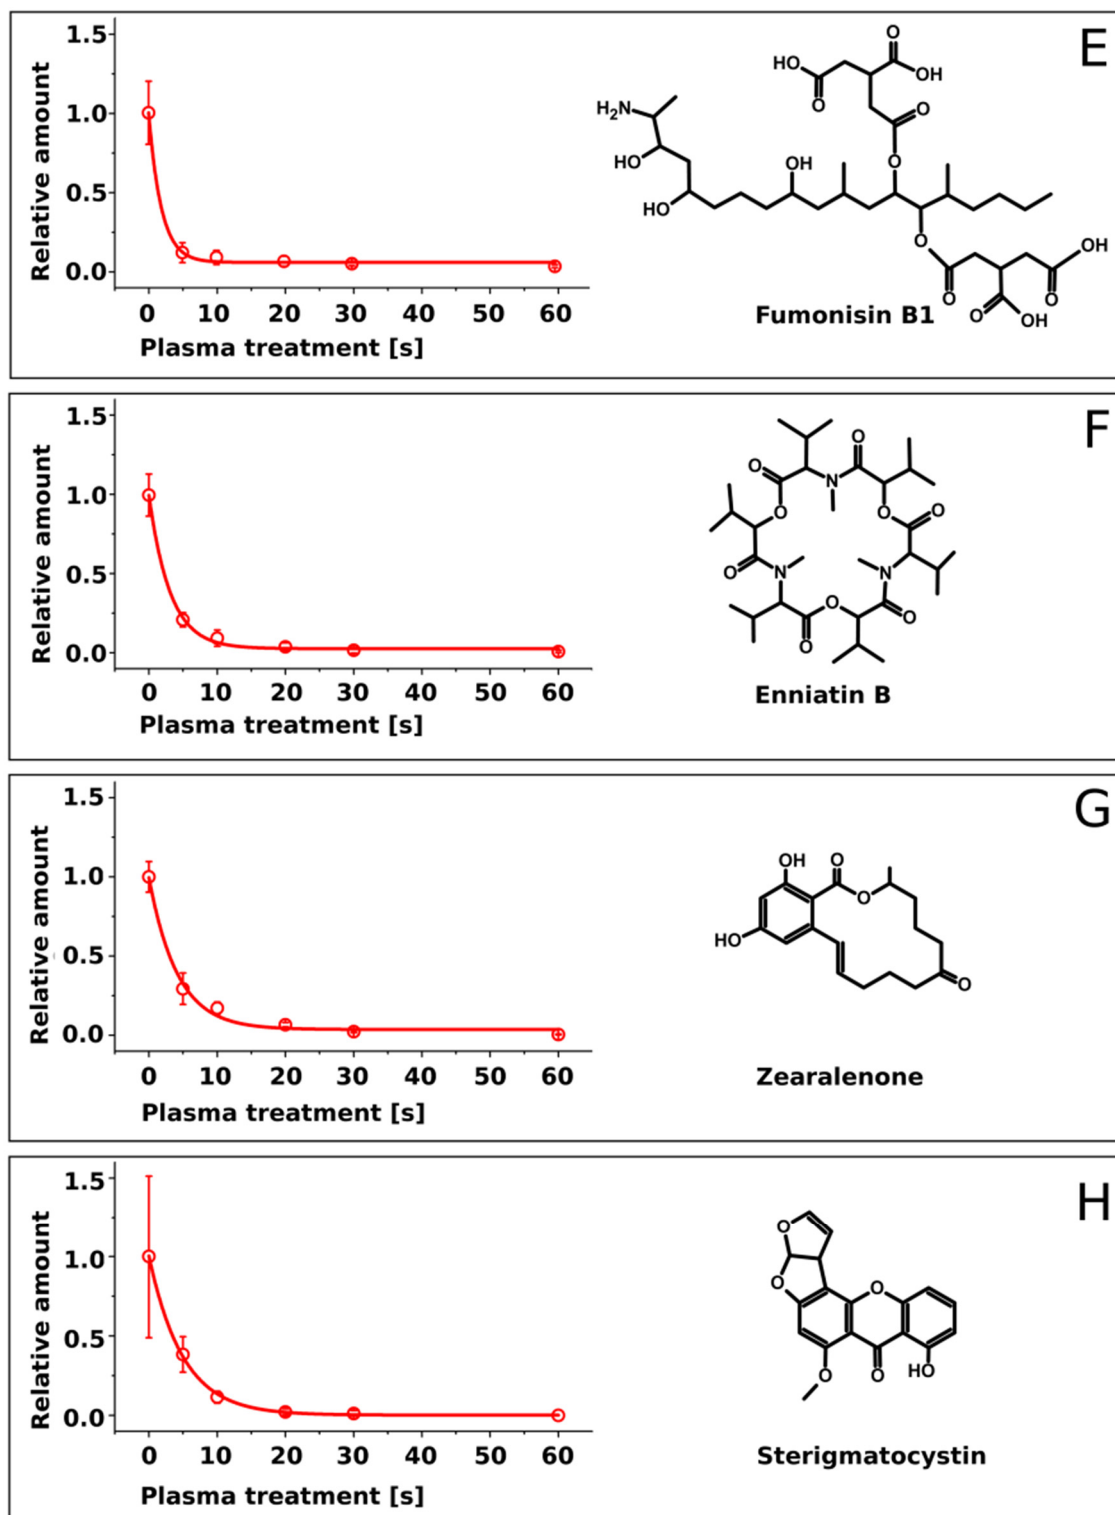 E
1.5
1.0
0.5
0.0
Relative amount
0 10 20 30 40 50 60
Plasma treatment [s]
O
HO
OH
O
O
H2N
O
HO
OH
HO
O
O
OH
O
O
O
OH
Fumonisin B1
F
1.5
1.0
0.5
0.0
Relative amount
0 10 20 30 40 50 60
Plasma treatment [s]
O
O
N
O
O
O
O
N
N
O
O
O
Enniatin B
G
1.5
1.0
0.5
0.0
Relative amount
0 10 20 30 40 50 60
Plasma treatment [s]
OH
O
O
HO
O
Zearalenone
H
1.5
1.0
0.5
0.0
Relative amount
0 10 20 30 40 50 60
Plasma treatment [s]
O
O
O
O
O
HO
Sterigmatocystin